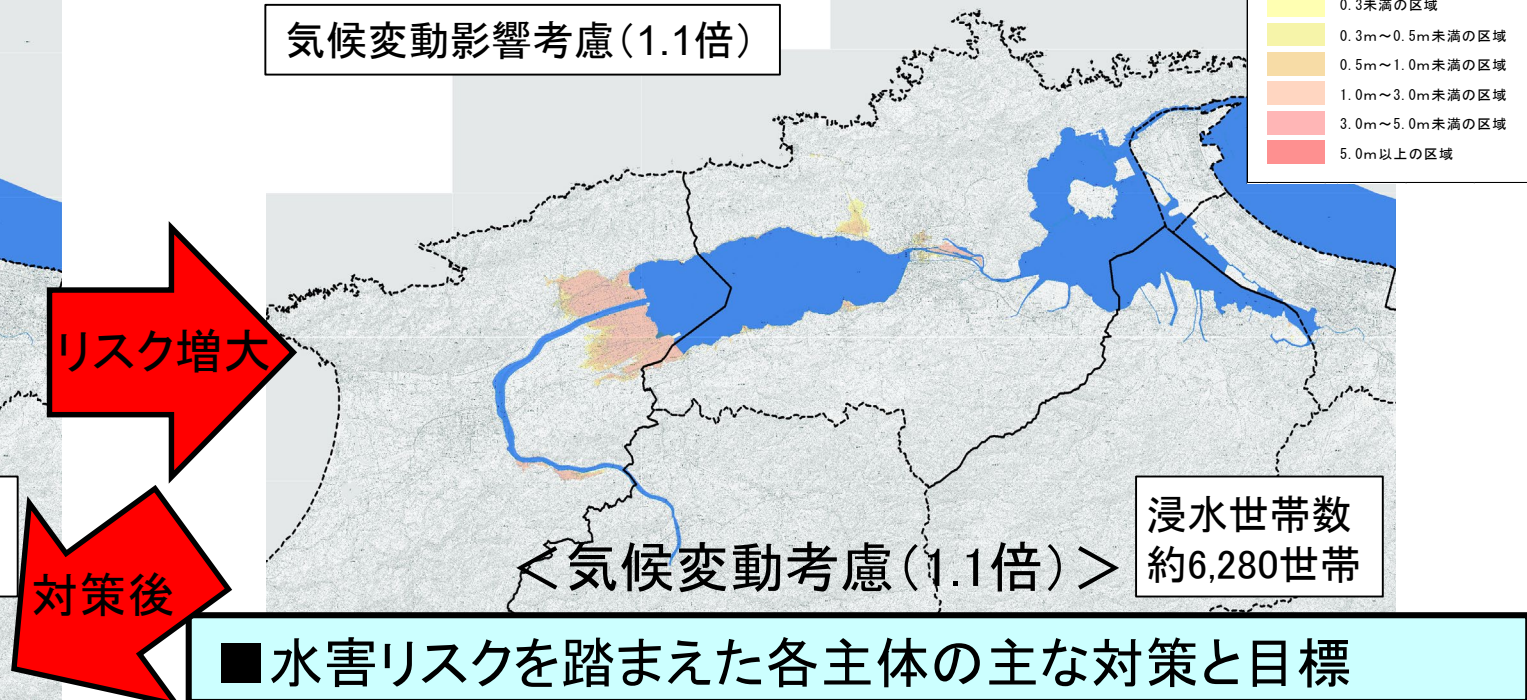 気候変動影響考慮(1.1倍)
0.3未満の区域
0.3m～0.5m未満の区域
0.5m～1.0m未満の区域
1.0m～3.0m未満の区域
3.0m～5.0m未満の区域
5.0m以上の区域
リスク増大
浸水世帯数
約6,280世帯
＜気候変動考慮(1.1倍)＞
対策後
■水害リスクを踏まえた各主体の主な対策と目標